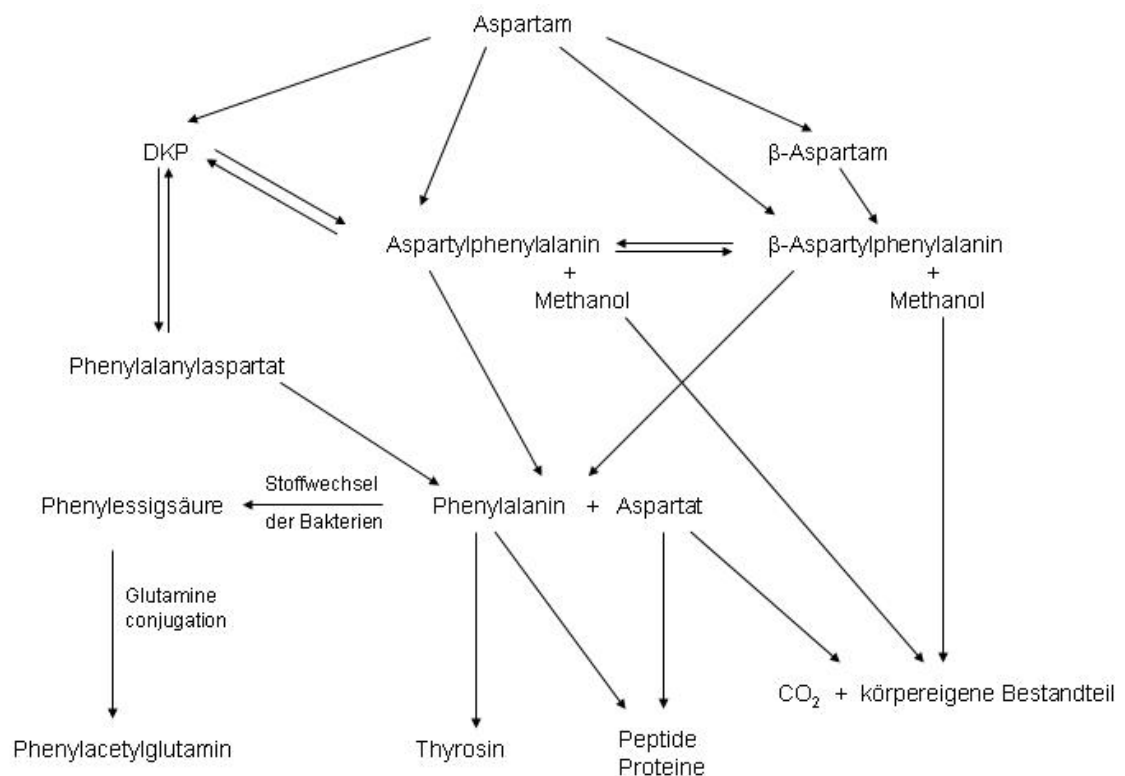 Aspartam
DKP
β-Aspartam
Aspartylphenylalanin
+
Methanol
β-Aspartylphenylalanin
+
Methanol
Phenylalanylaspartat
Phenylessigsäure
Stoffwechsel
der Bakterien
Phenylalanin + Aspartat
Glutamine
conjugation
CO₂ + körpereigene Bestandteil
Phenylacetylglutamin
Thyrosin
Peptide
Proteine